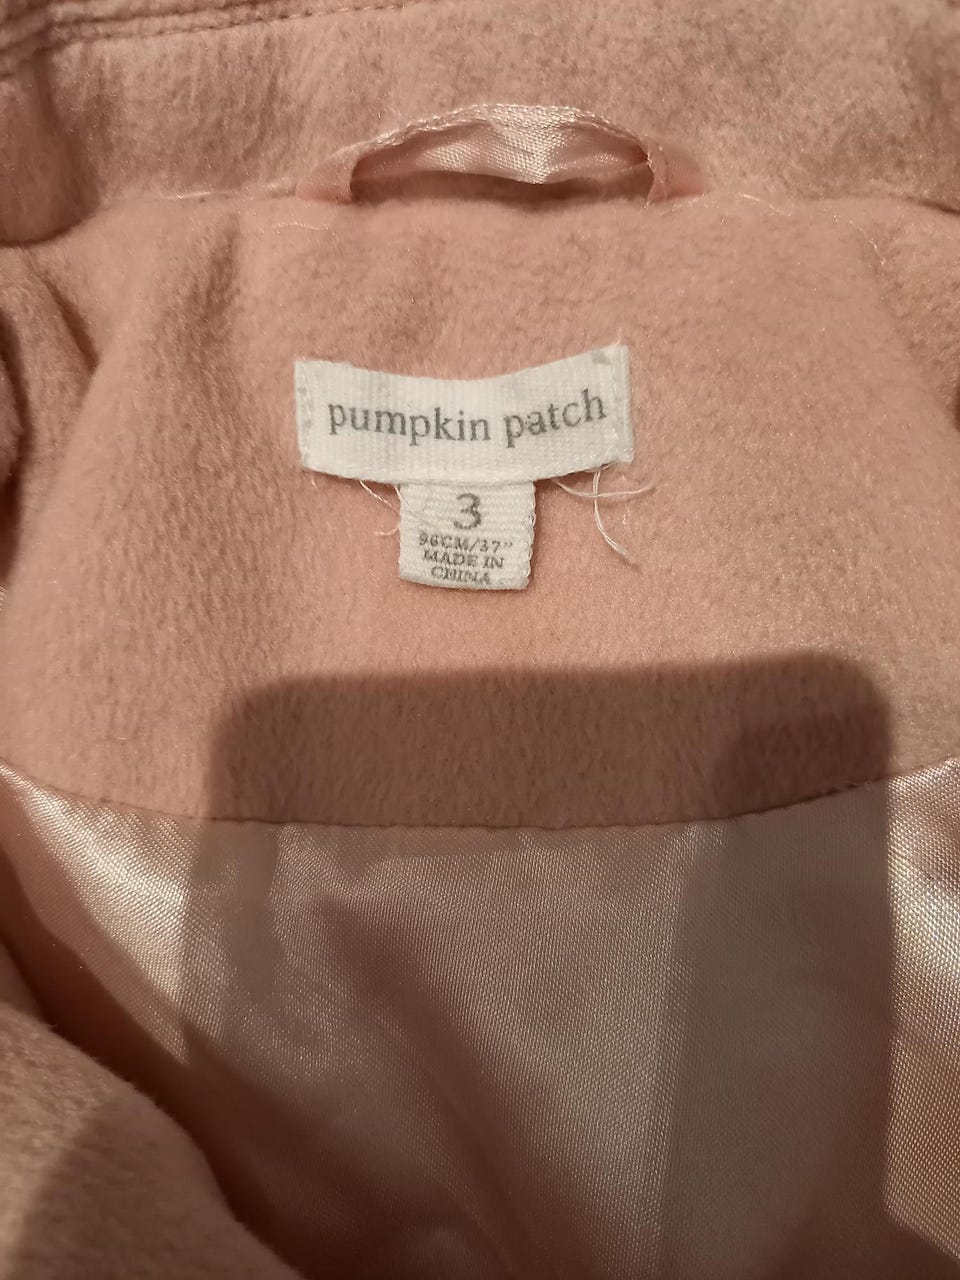 pumpkin patch
3
96CM/37"
MADE IN
CHINA